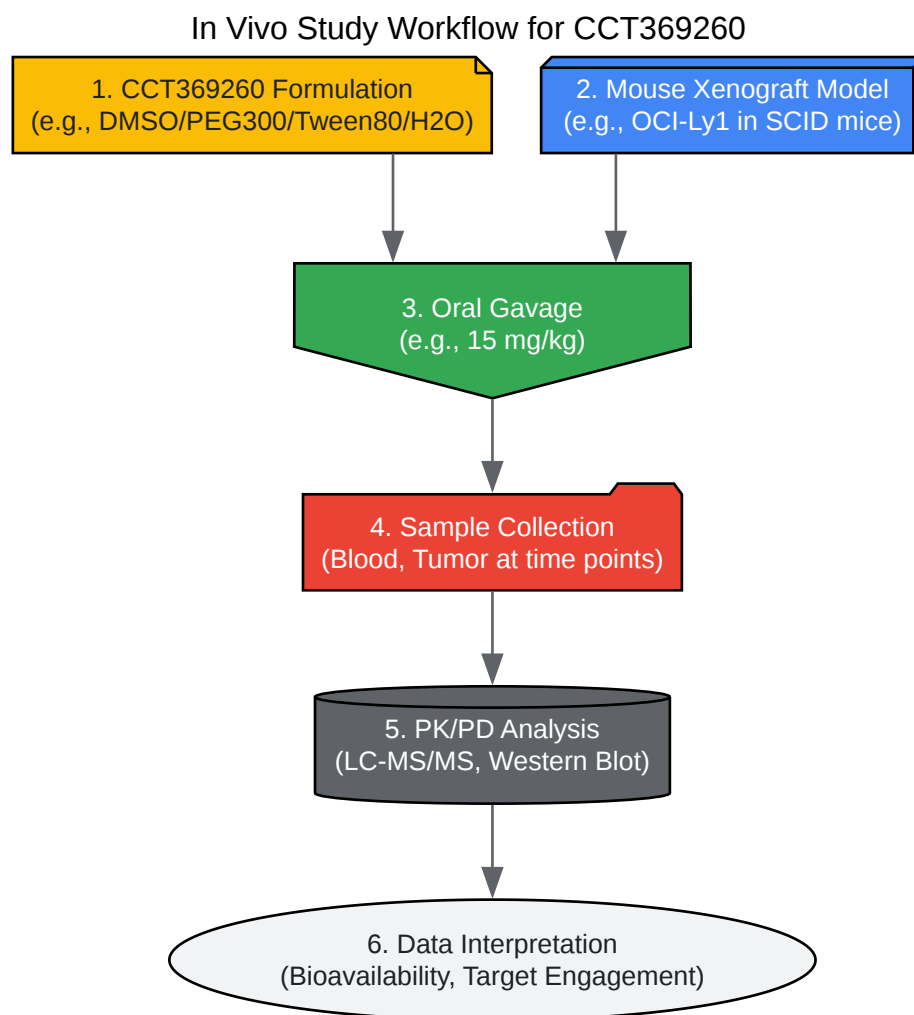 In Vivo Study Workflow for CCT369260
1. CCT369260 Formulation
(e.g., DMSO/PEG300/Tween80/H2O)
2. Mouse Xenograft Model
(e.g., OCI-Ly1 in SCID mice)
3. Oral Gavage
(e.g., 15 mg/kg)
4. Sample Collection
(Blood, Tumor at time points)
5. PK/PD Analysis
(LC-MS/MS, Western Blot)
6. Data Interpretation
(Bioavailability, Target Engagement)